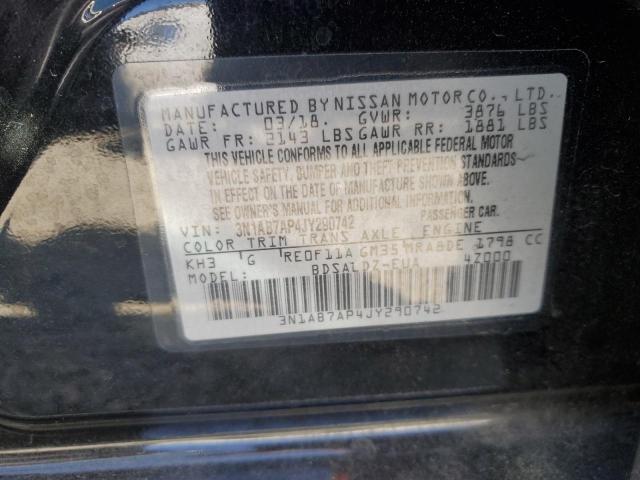 MANUFACTURED BY NISSAN MOTOR CO., LTD.
DATE: 03/18. GVWR: 3876 LBS
GAWR FR: 2143 LBS GAWR RR: 1881 LBS
THIS VEHICLE CONFORMS TO ALL APPLICABLE FEDERAL MOTOR
VEHICLE SAFETY, BUMPER AND THEFT PREVENTION STANDARDS
IN EFFECT ON THE DATE OF MANUFACTURE SHOWN ABOVE.
SEE OWNER'S MANUAL FOR ADDITIONAL INFORMATION.
VIN: 3N1AB7AP4JY290742 PASSENGER CAR.
COLOR TRIM TRANS AXLE ENGINE
KH3 G RE0F11A GM35 MRA8DE 1798 CC
MODEL: BDSALDZ-EUA 4Z000
3N1AB7AP4JY290742